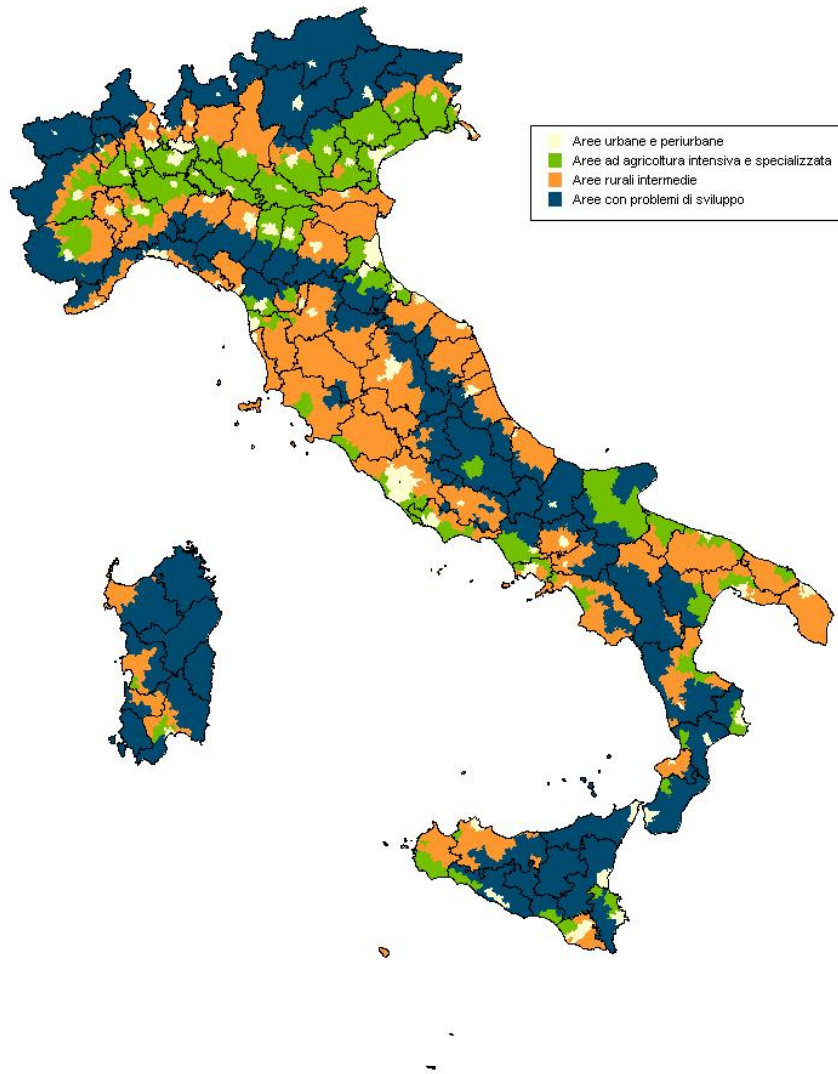 Aree urbane e periurbane
Aree ad agricoltura intensiva e specializzata
Aree rurali intermedie
Aree con problemi di sviluppo